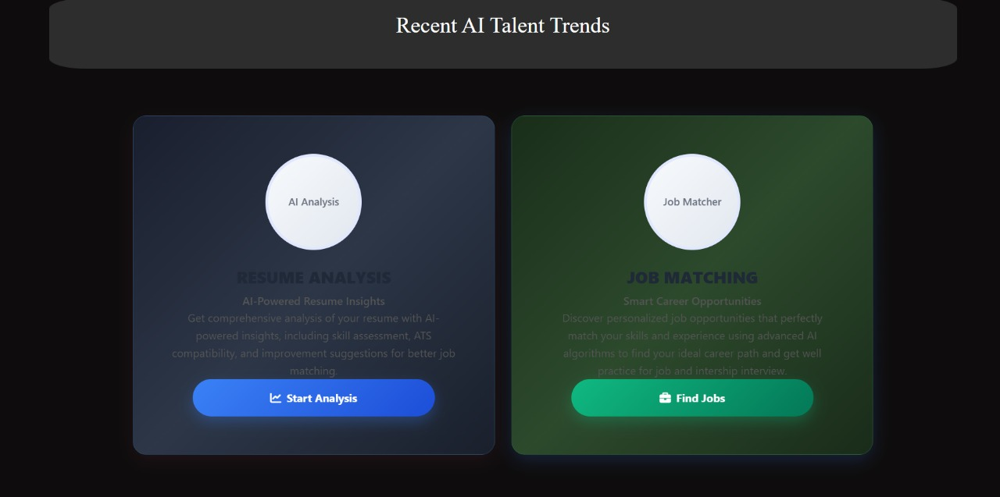 Recent AI Talent Trends
AI Analysis
RESUME ANALYSIS
AI-Powered Resume Insights
Get comprehensive analysis of your resume with AI-
powered insights, including skill assessment, ATS
compatibility, and improvement suggestions for better job
matching.
Start Analysis
Job Matcher
JOB MATCHING
Smart Career Opportunities
Discover personalized job opportunities that perfectly
match your skills and experience using advanced AI
algorithms to find your ideal career path and get well
practice for job and intership interview.
Find Jobs